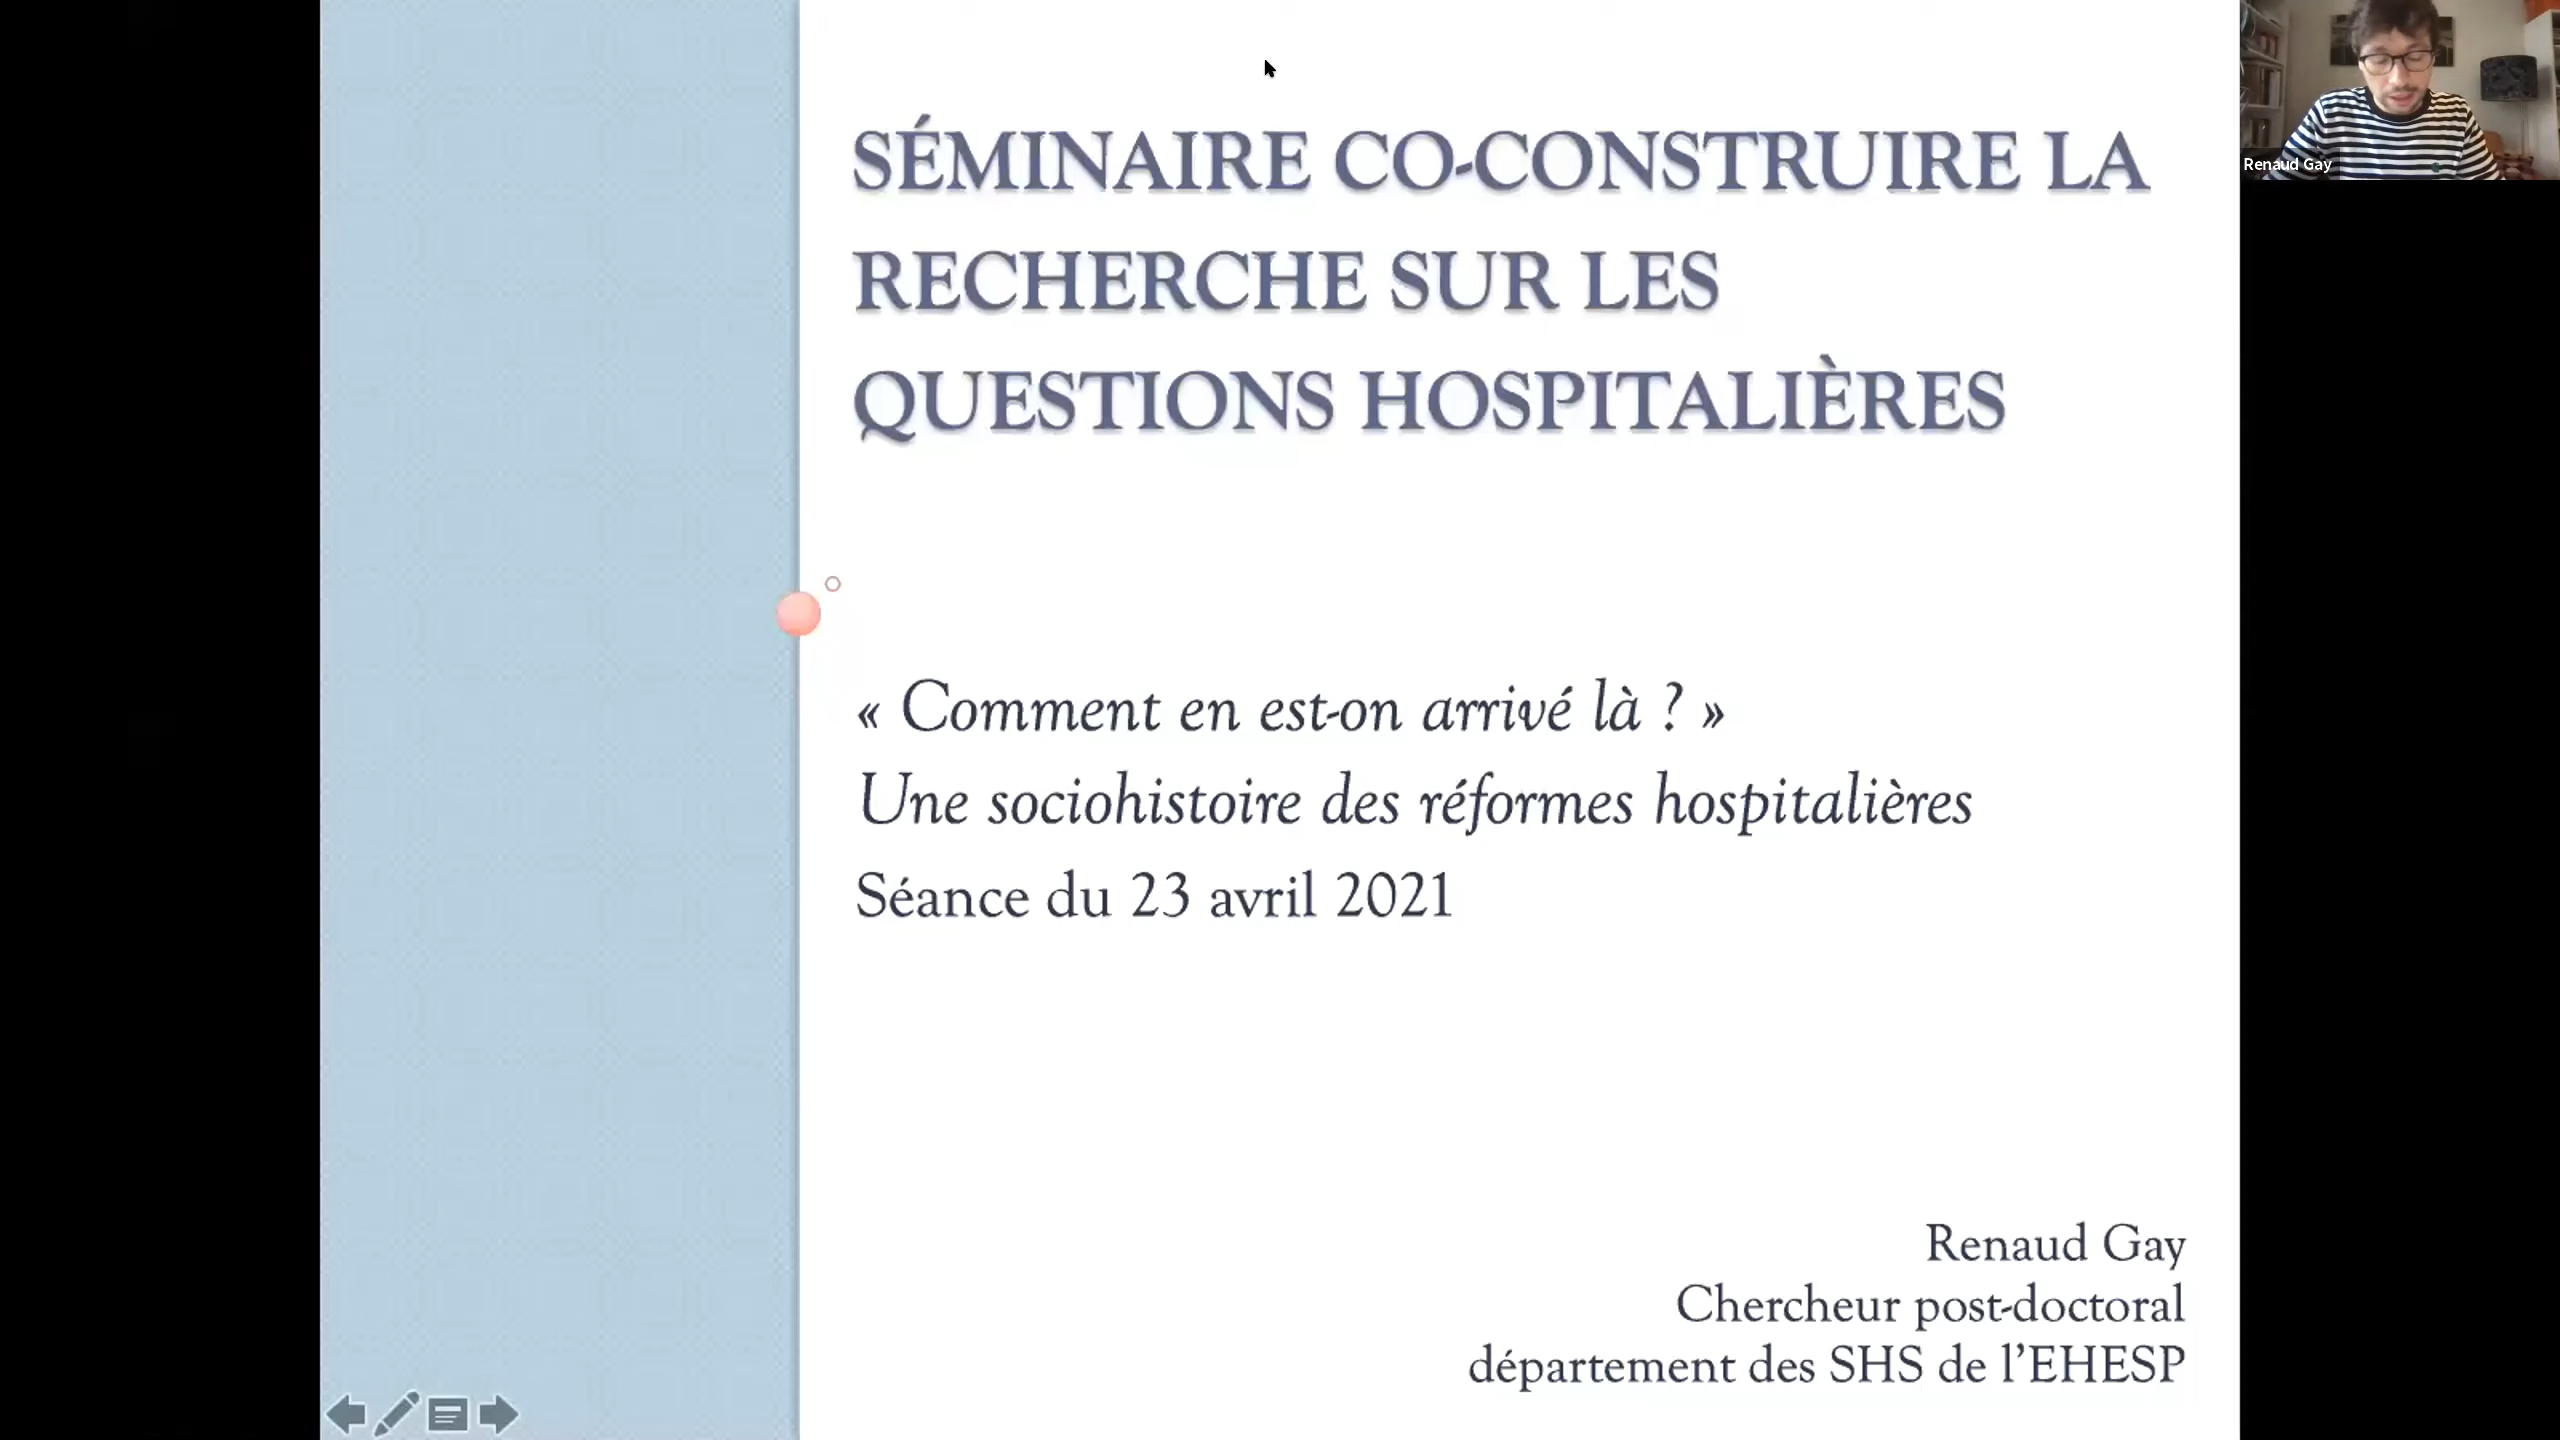 SÉMINAIRE CO-CONSTRUIRE LA
RECHERCHE SUR LES
QUESTIONS HOSPITALIÈRES
« Comment en est-on arrivé là ? »
Une sociohistoire des réformes hospitalières
Séance du 23 avril 2021
Renaud Gay
Chercheur post-doctoral
département des SHS de l’EHESP
Renaud Gay